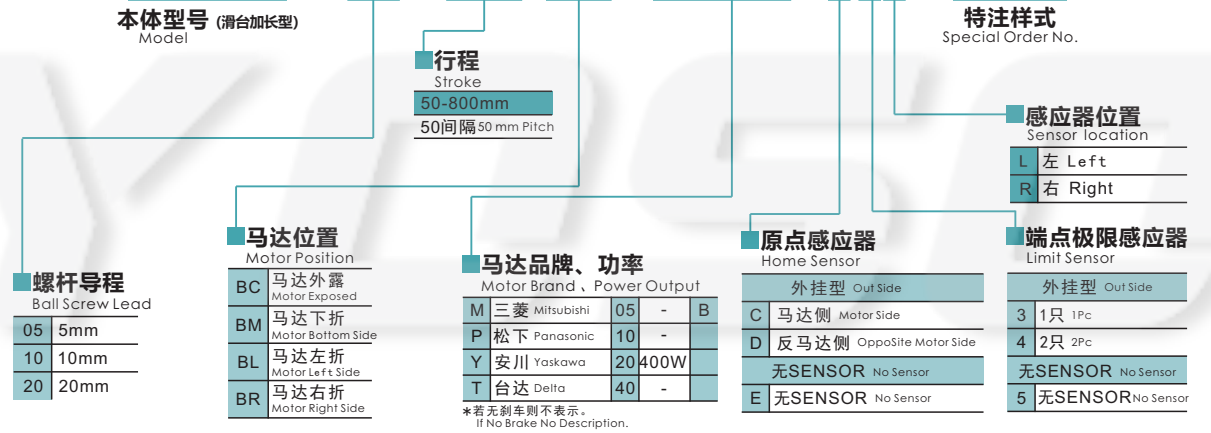 本体型号 (滑台加长型)
Model
特注样式
Special Order No.
行程
Stroke
50-800mm
50间隔 50 mm Pitch
感应器位置
Sensor location
L 左 Left
R 右 Right
螺杆导程
Ball Screw Lead
05 5mm
10 10mm
20 20mm
马达位置
Motor Position
BC 马达外露
Motor Exposed
BM 马达下折
Motor Bottom Side
BL 马达左折
Motor Left Side
BR 马达右折
Motor Right Side
马达品牌、功率
Motor Brand 、Power Output
M 三菱 Mitsubishi 05 - B
P 松下 Panasonic 10 -
Y 安川 Yaskawa 20 400W
T 台达 Delta 40 -
*若无刹车则不表示。
If No Brake No Description.
原点感应器
Home Sensor
外挂型 Out Side
C 马达侧 Motor Side
D 反马达侧 OppoSite Motor Side
无SENSOR No Sensor
E 无SENSOR No Sensor
端点极限感应器
Limit Sensor
外挂型 Out Side
3 1只 1Pc
4 2只 2Pc
无SENSOR No Sensor
5 无SENSOR No Sensor